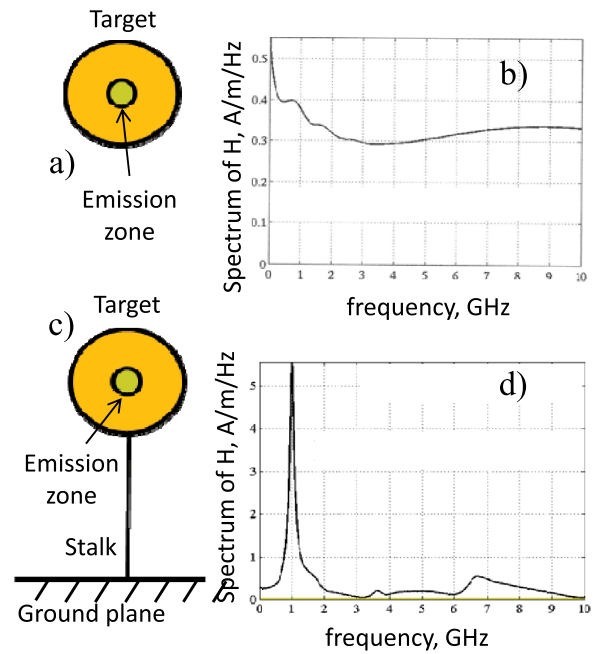 Target
a)
Emission
zone
b)
Spectrum of H, A/m/Hz
0.5
0.4
0.3
0.2
0.1
0
0 1 2 3 4 5 6 7 8 9 10
frequency, GHz
Target
c)
Emission
zone
Stalk
Ground plane
d)
Spectrum of H, A/m/Hz
5
4
3
2
1
0
0 1 2 3 4 5 6 7 8 9 10
frequency, GHz